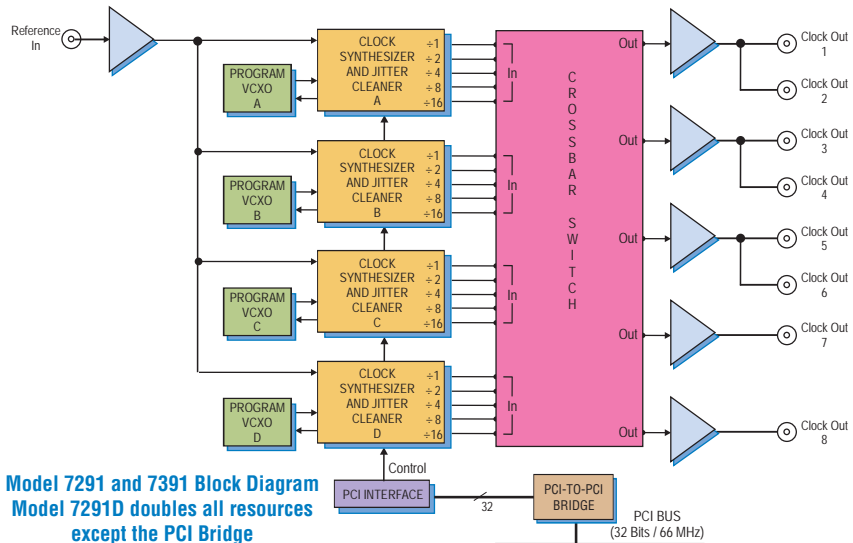 Reference
In
PROGRAM
VCXO
A
CLOCK
SYNTHESIZER
AND JITTER
CLEANER
A
÷1
÷2
÷4
÷8
÷16
In
PROGRAM
VCXO
B
CLOCK
SYNTHESIZER
AND JITTER
CLEANER
B
÷1
÷2
÷4
÷8
÷16
In
PROGRAM
VCXO
C
CLOCK
SYNTHESIZER
AND JITTER
CLEANER
C
÷1
÷2
÷4
÷8
÷16
In
PROGRAM
VCXO
D
CLOCK
SYNTHESIZER
AND JITTER
CLEANER
D
÷1
÷2
÷4
÷8
÷16
In
CROSSBAR SWITCH
Out
Out
Out
Out
Out
Clock Out
1
Clock Out
2
Clock Out
3
Clock Out
4
Clock Out
5
Clock Out
6
Clock Out
7
Clock Out
8
Control
PCI INTERFACE
32
PCI-TO-PCI
BRIDGE
PCI BUS
(32 Bits / 66 MHz)
Model 7291 and 7391 Block Diagram
Model 7291D doubles all resources
except the PCI Bridge